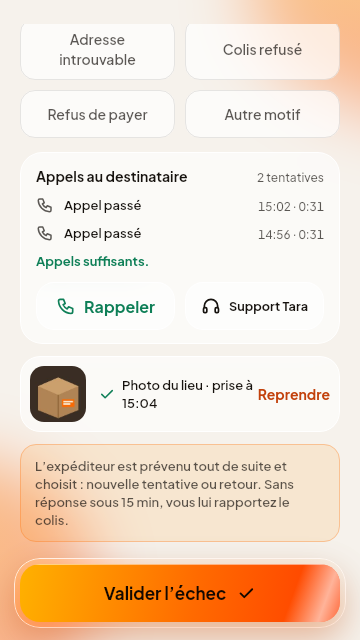 Adresse
introuvable
Colis refusé
Refus de payer
Autre motif
Appels au destinataire
2 tentatives
Appel passé
15:02 · 0:31
Appel passé
14:56 · 0:31
Appels suffisants.
Rappeler
Support Tara
Photo du lieu · prise à
15:04
Reprendre
L’expéditeur est prévenu tout de suite et
choisit : nouvelle tentative ou retour. Sans
réponse sous 15 min, vous lui rapportez le
colis.
Valider l’échec